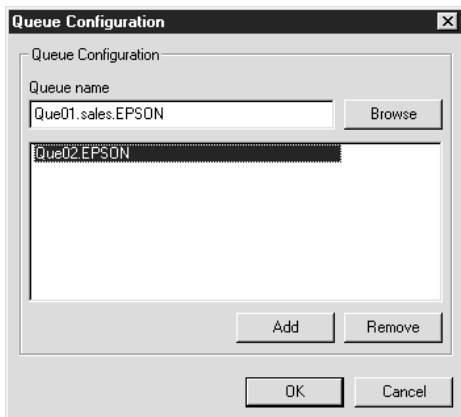 Queue Configuration
Queue Configuration
Queue name
Que01.sales.EPSON
Browse
Que02.EPSON
Add
Remove
OK
Cancel